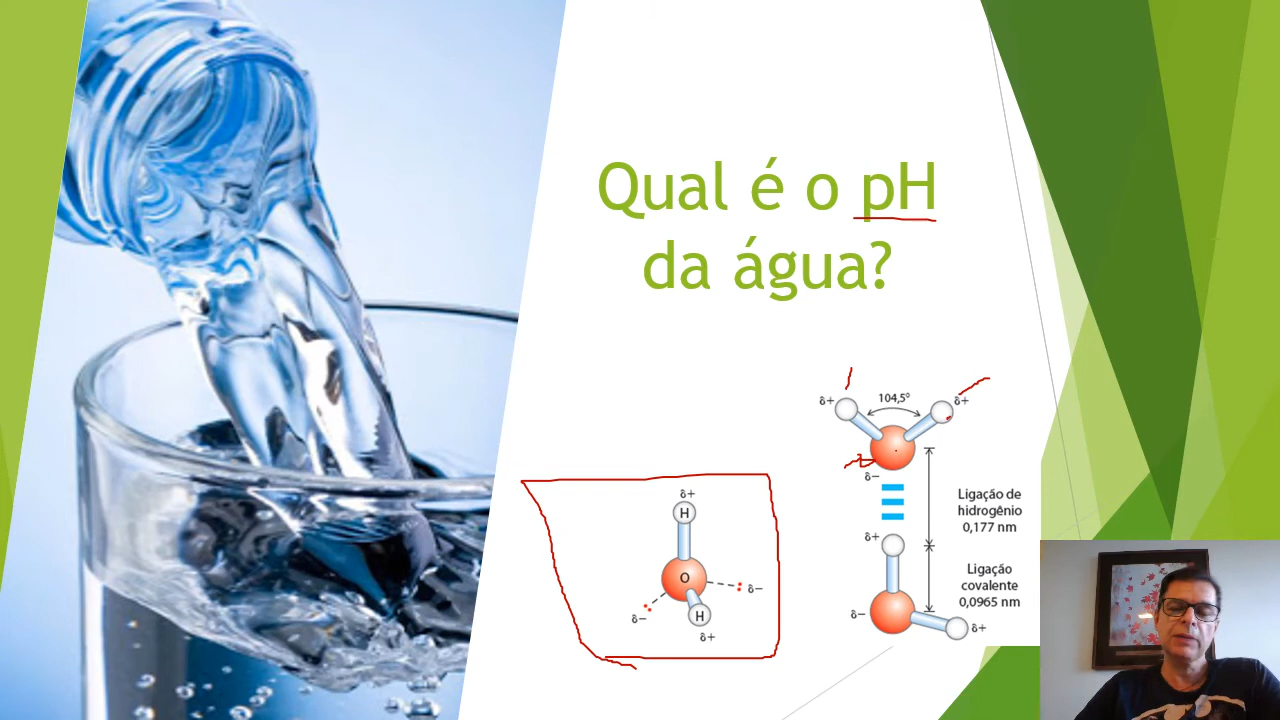 Qual é o pH
da água?
δ+
104,5°
δ+
δ−
Ligação de
hidrogênio
0,177 nm
δ+
Ligação
covalente
0,0965 nm
δ−
δ+
δ+
H
O
δ−
δ−
H
δ+